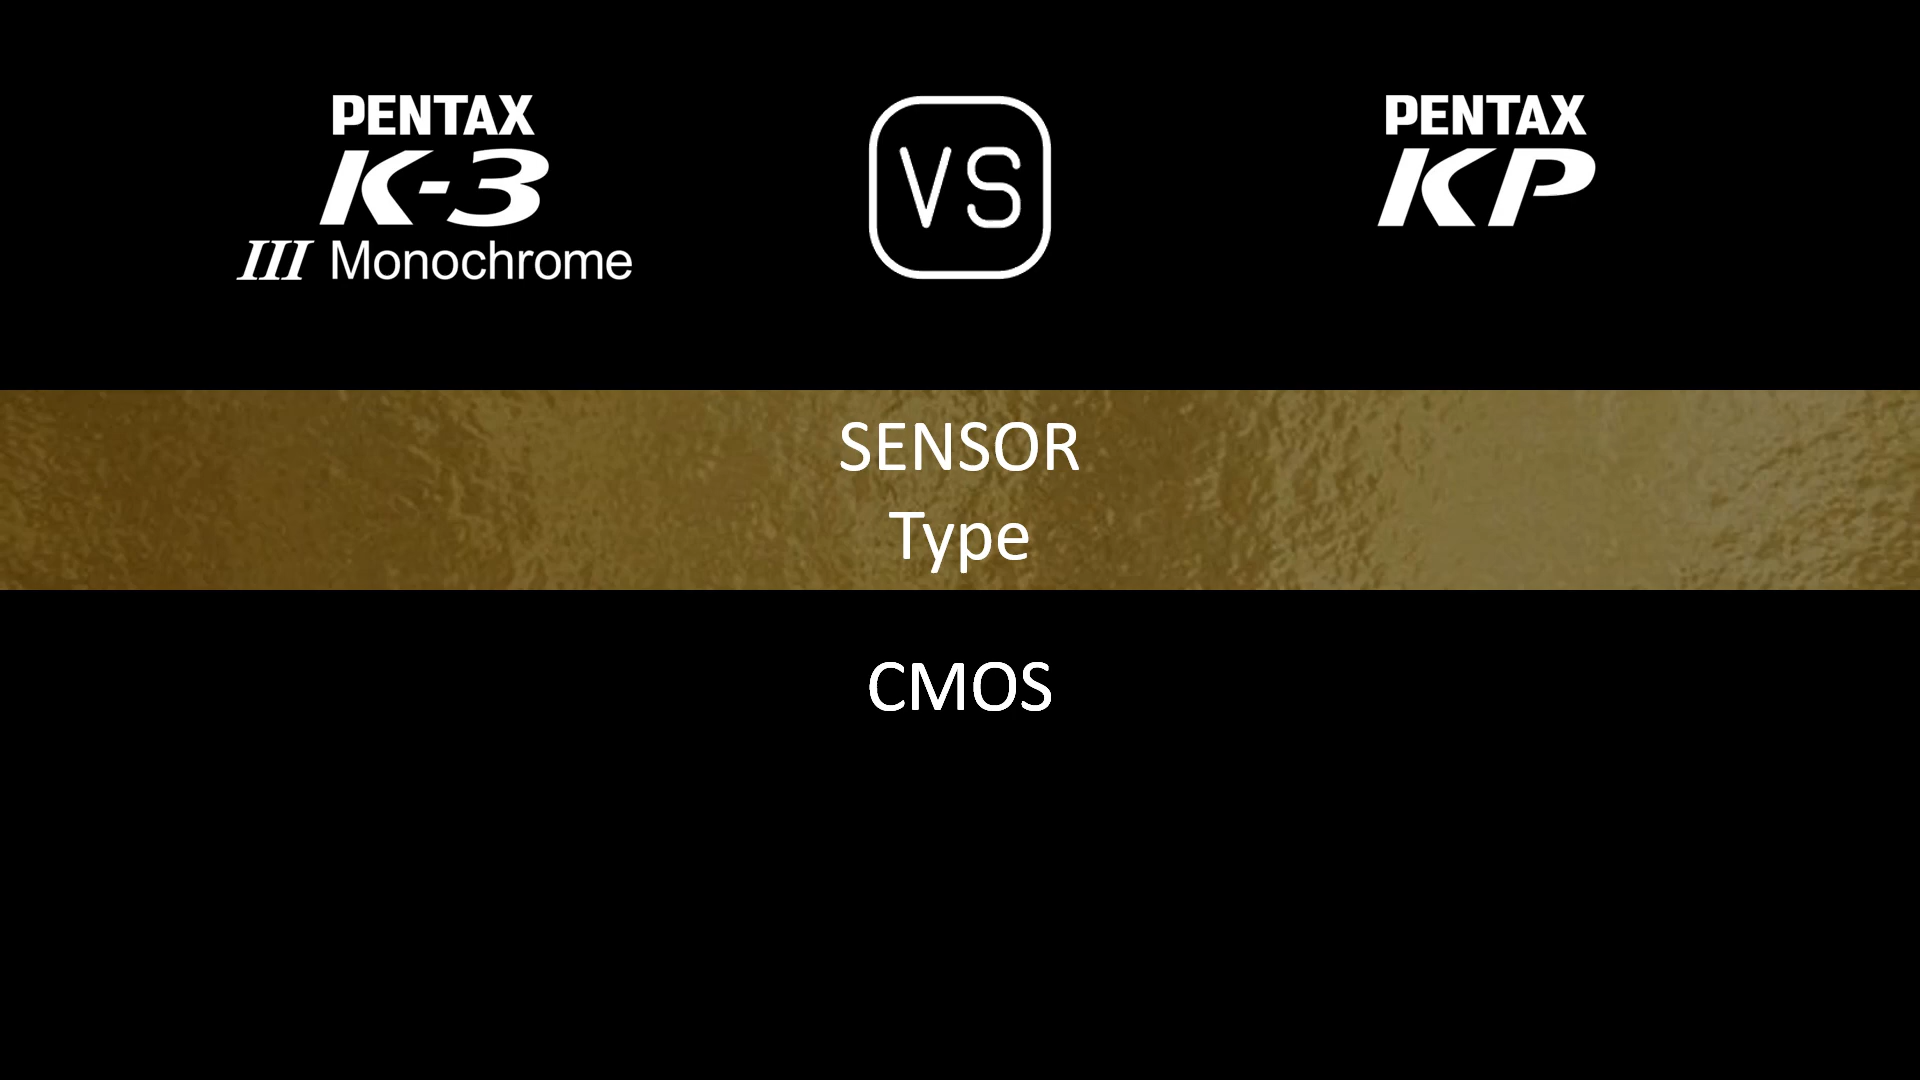 PENTAX
K-3
III Monochrome
VS
PENTAX
KP
SENSOR
Type
CMOS